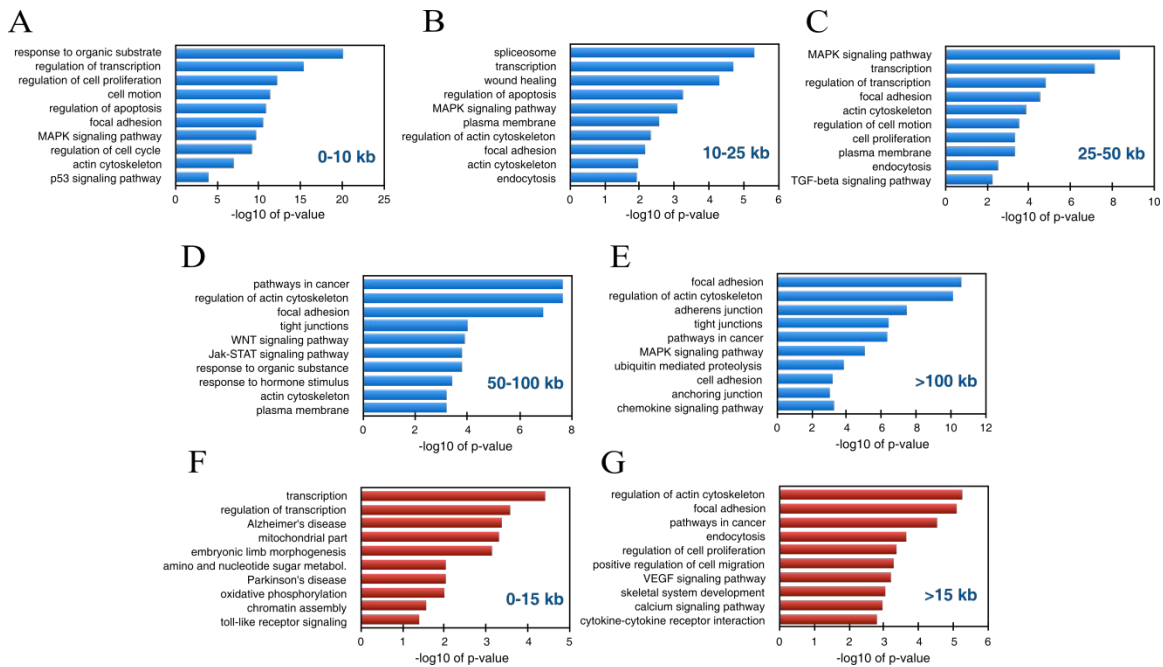 A
response to organic substrate
regulation of transcription
regulation of cell proliferation
cell motion
regulation of apoptosis
focal adhesion
MAPK signaling pathway
regulation of cell cycle
actin cytoskeleton
p53 signaling pathway
0-10 kb
0 5 10 15 20 25
-log10 of p-value
B
spliceosome
transcription
wound healing
regulation of apoptosis
MAPK signaling pathway
plasma membrane
regulation of actin cytoskeleton
focal adhesion
actin cytoskeleton
endocytosis
10-25 kb
0 1 2 3 4 5 6
-log10 of p-value
C
MAPK signaling pathway
transcription
regulation of transcription
focal adhesion
actin cytoskeleton
regulation of cell motion
cell proliferation
plasma membrane
endocytosis
TGF-beta signaling pathway
25-50 kb
0 2 4 6 8 10
-log10 of p-value
D
pathways in cancer
regulation of actin cytoskeleton
focal adhesion
tight junctions
WNT signaling pathway
Jak-STAT signaling pathway
response to organic substance
response to hormone stimulus
actin cytoskeleton
plasma membrane
50-100 kb
0 2 4 6 8
-log10 of p-value
E
focal adhesion
regulation of actin cytoskeleton
adherens junction
tight junctions
pathways in cancer
MAPK signaling pathway
ubiquitin mediated proteolysis
cell adhesion
anchoring junction
chemokine signaling pathway
>100 kb
0 2 4 6 8 10 12
-log10 of p-value
F
transcription
regulation of transcription
Alzheimer's disease
mitochondrial part
embryonic limb morphogenesis
amino and nucleotide sugar metabol.
Parkinson's disease
oxidative phosphorylation
chromatin assembly
toll-like receptor signaling
0-15 kb
0 1 2 3 4 5
-log10 of p-value
G
regulation of actin cytoskeleton
focal adhesion
pathways in cancer
endocytosis
regulation of cell proliferation
positive regulation of cell migration
VEGF signaling pathway
skeletal system development
calcium signaling pathway
cytokine-cytokine receptor interaction
>15 kb
0 1 2 3 4 5 6
-log10 of p-value